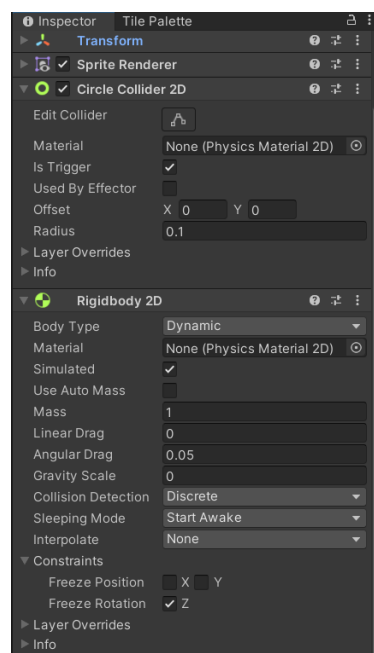 Inspector Tile Palette
Transform
Sprite Renderer
Circle Collider 2D
Edit Collider
Material None (Physics Material 2D)
Is Trigger
Used By Effector
Offset X 0 Y 0
Radius 0.1
Layer Overrides
Info
Rigidbody 2D
Body Type Dynamic
Material None (Physics Material 2D)
Simulated
Use Auto Mass
Mass 1
Linear Drag 0
Angular Drag 0.05
Gravity Scale 0
Collision Detection Discrete
Sleeping Mode Start Awake
Interpolate None
Constraints
Freeze Position X Y
Freeze Rotation Z
Layer Overrides
Info